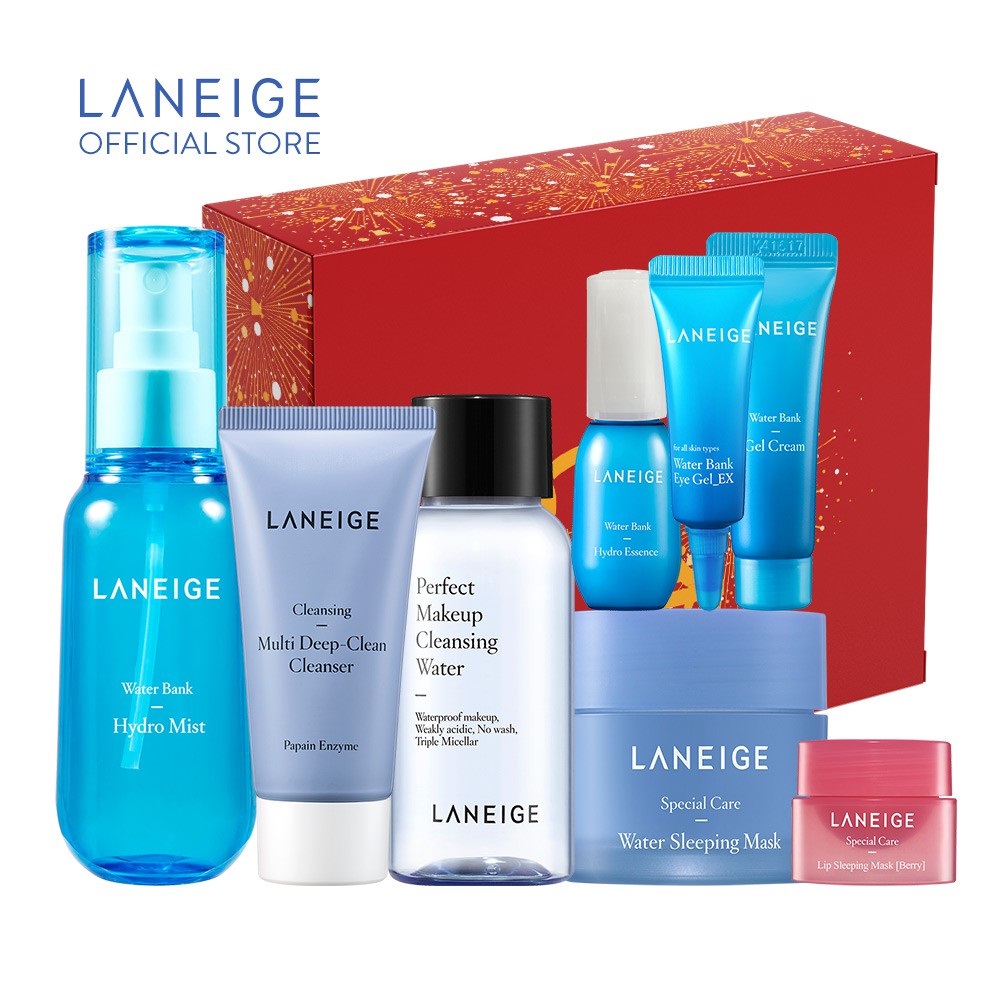 LANEIGE
OFFICIAL STORE
K41517
LANEIGE
Water Bank
Gel Cream
LANEIGE
for all skin types
Water Bank
Eye Gel_EX
LANEIGE
Water Bank
Hydro Essence
LANEIGE
Water Bank
Hydro Mist
LANEIGE
Cleansing
Multi Deep-Clean
Cleanser
Papain Enzyme
Perfect
Makeup
Cleansing
Water
Waterproof makeup,
Weakly acidic, No wash,
Triple Micellar
LANEIGE
LANEIGE
Special Care
Water Sleeping Mask
LANEIGE
Special Care
Lip Sleeping Mask [Berry]